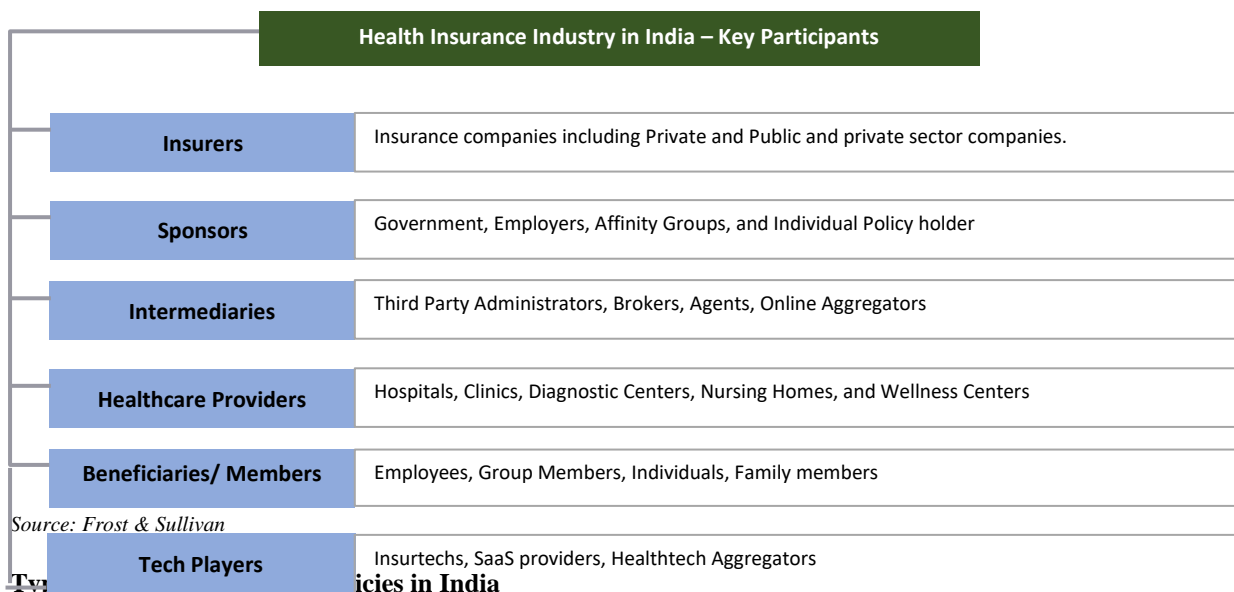 Health Insurance Industry in India – Key Participants
Insurers
Insurance companies including Private and Public and private sector companies.
Sponsors
Government, Employers, Affinity Groups, and Individual Policy holder
Intermediaries
Third Party Administrators, Brokers, Agents, Online Aggregators
Healthcare Providers
Hospitals, Clinics, Diagnostic Centers, Nursing Homes, and Wellness Centers
Beneficiaries/ Members
Employees, Group Members, Individuals, Family members
Source: Frost & Sullivan
Tech Players
Insurtechs, SaaS providers, Healthtech Aggregators
in India